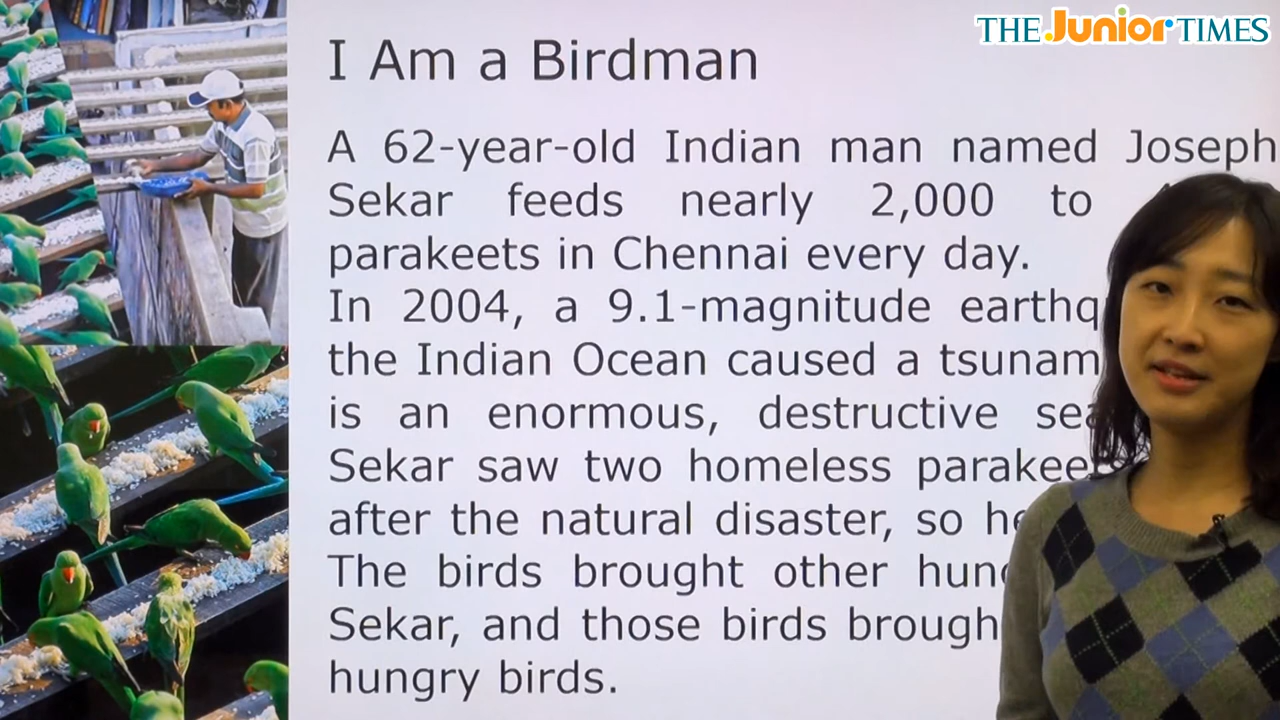 THE Junior TIMES
I Am a Birdman
A 62-year-old Indian man named Joseph
Sekar feeds nearly 2,000 to
parakeets in Chennai every day.
In 2004, a 9.1-magnitude
the Indian Ocean caused a
is an enormous, destructive
Sekar saw two homeless
after the natural disaster, so
The birds brought other
Sekar, and those birds
hungry birds.